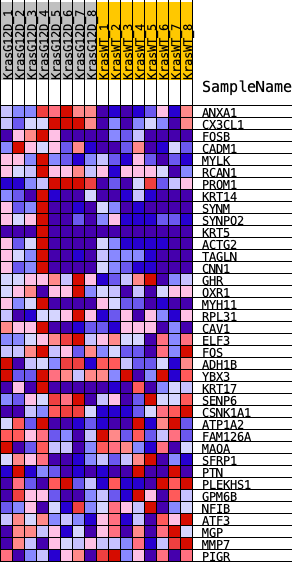 KrasG12D_1
KrasG12D_2
KrasG12D_3
KrasG12D_4
KrasG12D_5
KrasG12D_6
KrasG12D_7
KrasG12D_8
KrasWT_1
KrasWT_2
KrasWT_3
KrasWT_4
KrasWT_5
KrasWT_6
KrasWT_7
KrasWT_8
SampleName
ANXA1
CX3CL1
FOSB
CADM1
MYLK
RCAN1
PROM1
KRT14
SYNM
SYNPO2
KRT5
ACTG2
TAGLN
CNN1
GHR
OXR1
MYH11
RPL31
CAV1
ELF3
FOS
ADH1B
YBX3
KRT17
SENP6
CSNK1A1
ATP1A2
FAM126A
MAOA
SFRP1
PTN
PLEKHS1
GPM6B
NFIB
ATF3
MGP
MMP7
PIGR